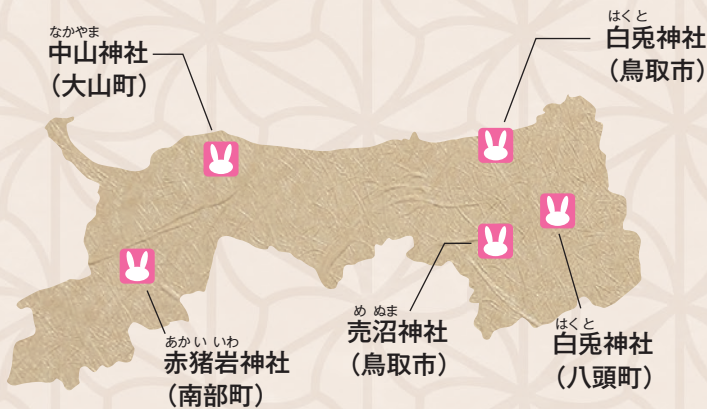 なかやま
中山神社
（大山町）
はくと
白兎神社
（鳥取市）
あかいいわ
赤猪岩神社
（南部町）
めぬま
売沼神社
（鳥取市）
はくと
白兎神社
（八頭町）